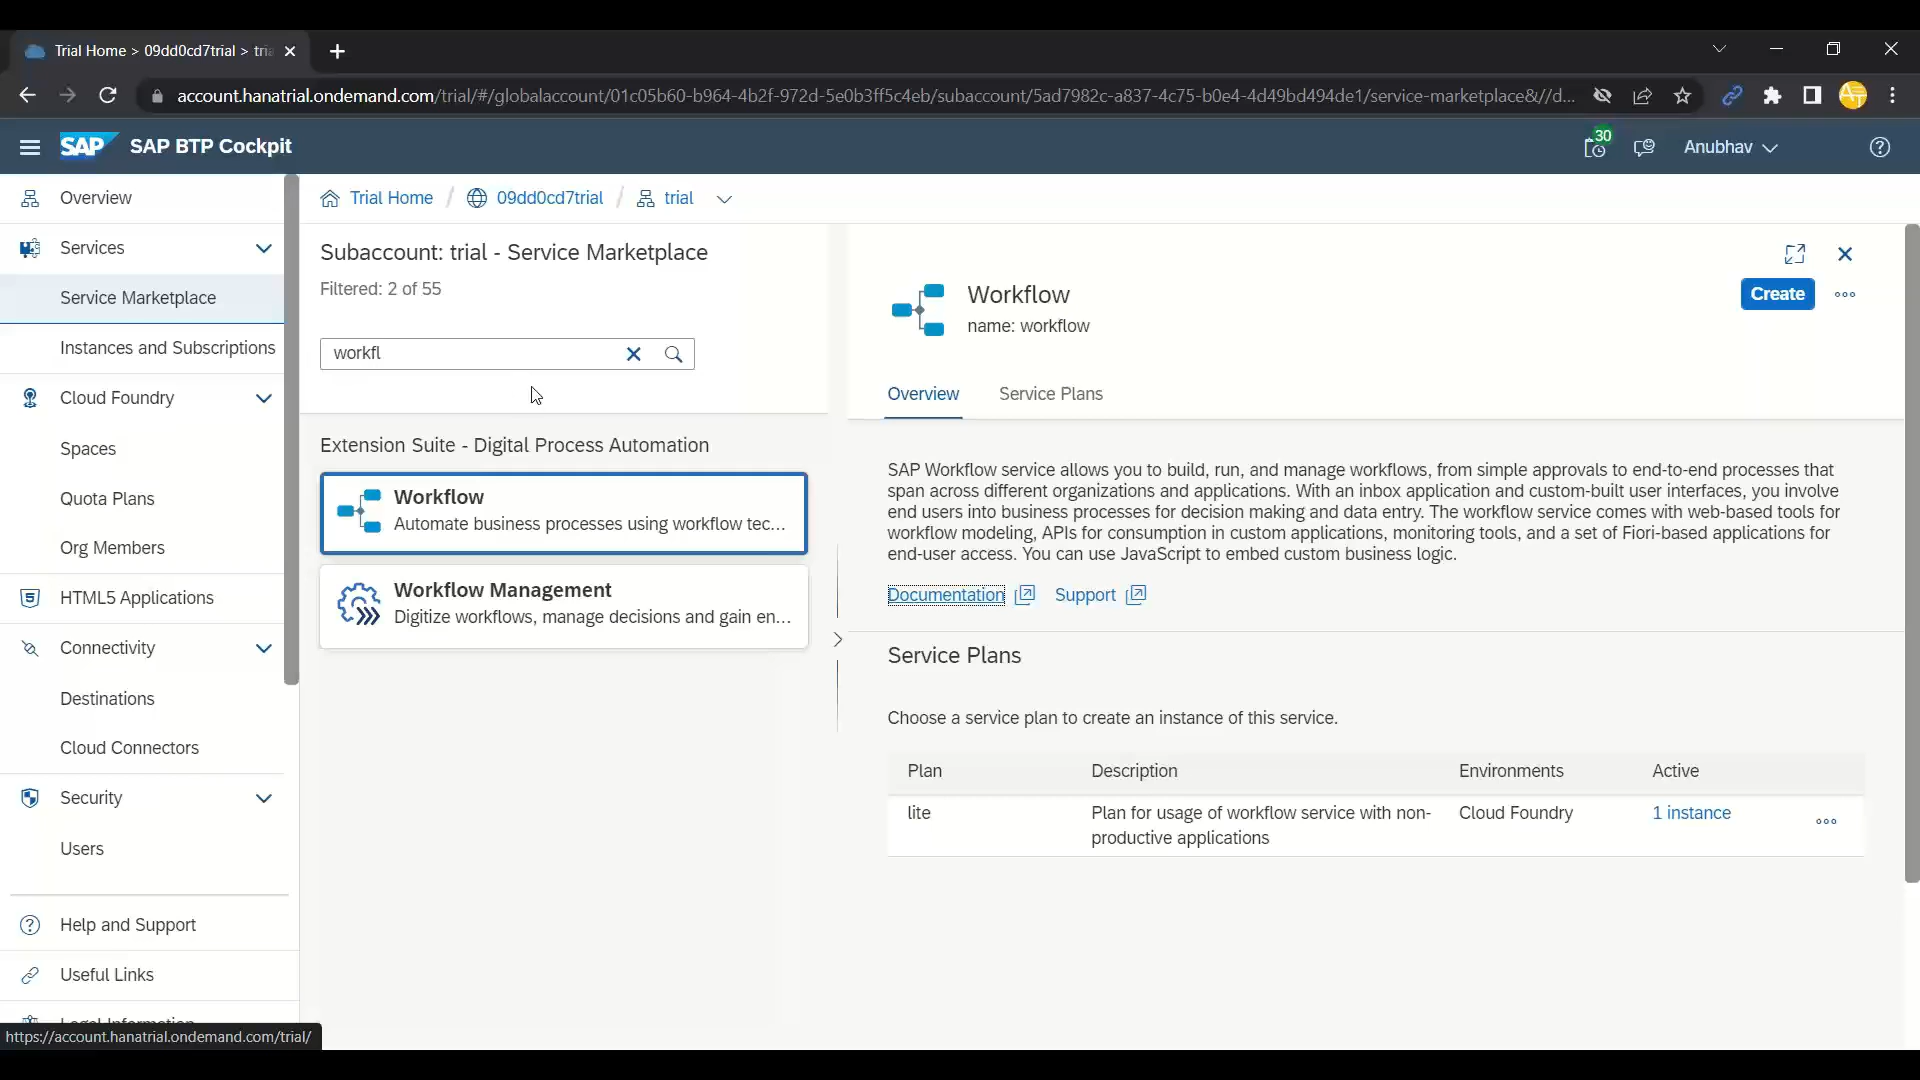 Trial Home > 09dd0cd7trial > tria
account.hanatrial.ondemand.com/trial/#/globalaccount/01c05b60-b964-4b2f-972d-5e0b3ff5c4eb/subaccount/5ad7982c-a837-4c75-b0e4-4d49bd494de1/service-marketplace&//d...
SAP SAP BTP Cockpit
30
Anubhav
Overview
Services
Service Marketplace
Instances and Subscriptions
Cloud Foundry
Spaces
Quota Plans
Org Members
HTML5 Applications
Connectivity
Destinations
Cloud Connectors
Security
Users
Help and Support
Useful Links
Legal Information
https://account.hanatrial.ondemand.com/trial/
Trial Home / 09dd0cd7trial / trial
Subaccount: trial - Service Marketplace
Filtered: 2 of 55
workfl
Extension Suite - Digital Process Automation
Workflow
Automate business processes using workflow tec...
Workflow Management
Digitize workflows, manage decisions and gain en...
Workflow
name: workflow
Create
Overview Service Plans
SAP Workflow service allows you to build, run, and manage workflows, from simple approvals to end-to-end processes that
span across different organizations and applications. With an inbox application and custom-built user interfaces, you involve
end users into business processes for decision making and data entry. The workflow service comes with web-based tools for
workflow modeling, APIs for consumption in custom applications, monitoring tools, and a set of Fiori-based applications for
end-user access. You can use JavaScript to embed custom business logic.
Documentation Support
Service Plans
Choose a service plan to create an instance of this service.
Plan Description Environments Active
lite Plan for usage of workflow service with non- Cloud Foundry 1 instance
productive applications